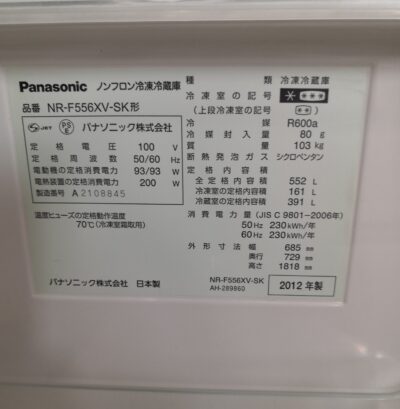 Panasonic ノンフロン冷凍冷蔵庫
品番 NR-F556XV-SK形
JET PSE パナソニック株式会社
定格電圧 100 V
定格周波数 50/60 Hz
電動機の定格消費電力 93/93 W
電熱装置の定格消費電力 200 W
製造番号 A 2108845
温度ヒューズの定格動作温度
70℃(冷凍室霜取用)
パナソニック株式会社 日本製
種類 冷凍冷蔵庫
冷凍室の記号
(上段冷凍室の記号)
冷媒 R600a
冷媒封入量 80 g
質量 103 kg
断熱発泡ガス シクロペンタン
定格内容積
全定格内容積 552 L
冷凍室の定格内容積 161 L
冷蔵室の定格内容積 391 L
消費電力量(JIS C 9801-2006年)
50 Hz 230 kWh/年
60 Hz 230 kWh/年
外形寸法 幅 685 mm
奥行 729 mm
高さ 1818 mm
NR-F556XV-SK
AH-289860
2012 年製